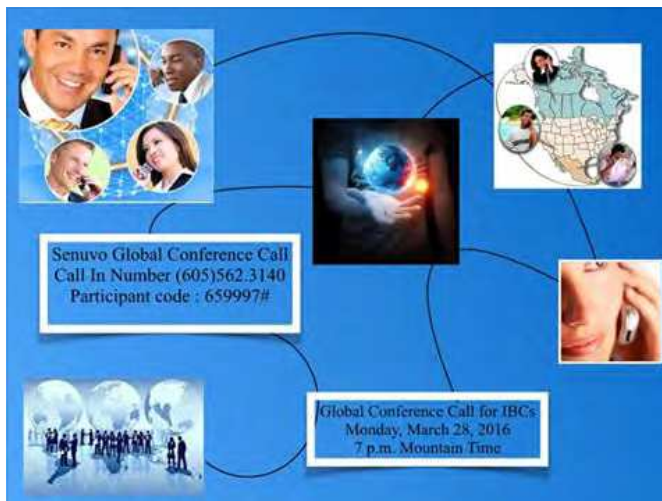 Senuvo Global Conference Call
Call In Number (605)562.3140
Participant code : 659997#
Global Conference Call for IBCs
Monday, March 28, 2016
7 p.m. Mountain Time